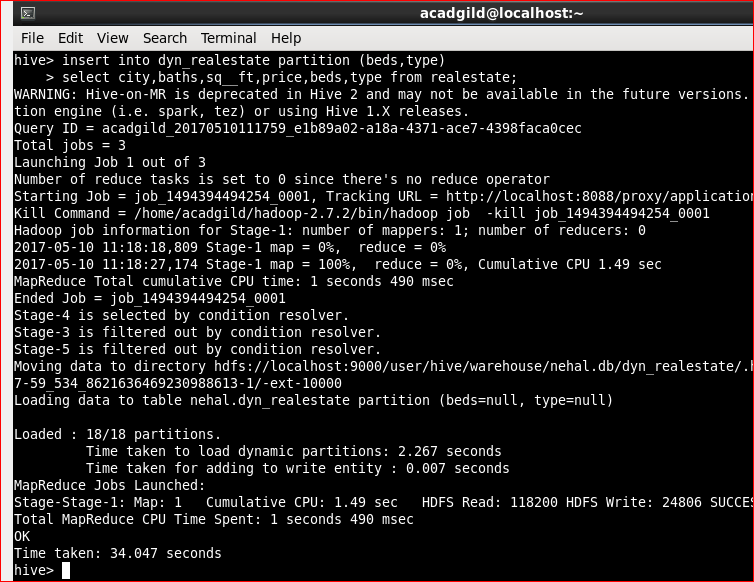 acadgild@localhost:~
File Edit View Search Terminal Help
hive> insert into dyn_realestate partition (beds,type)
    > select city,baths,sq__ft,price,beds,type from realestate;
WARNING: Hive-on-MR is deprecated in Hive 2 and may not be available in the future versions.
tion engine (i.e. spark, tez) or using Hive 1.X releases.
Query ID = acadgild_20170510111759_e1b89a02-a18a-4371-ace7-4398faca0cec
Total jobs = 3
Launching Job 1 out of 3
Number of reduce tasks is set to 0 since there's no reduce operator
Starting Job = job_1494394494254_0001, Tracking URL = http://localhost:8088/proxy/application
Kill Command = /home/acadgild/hadoop-2.7.2/bin/hadoop job  -kill job_1494394494254_0001
Hadoop job information for Stage-1: number of mappers: 1; number of reducers: 0
2017-05-10 11:18:18,809 Stage-1 map = 0%,  reduce = 0%
2017-05-10 11:18:27,174 Stage-1 map = 100%,  reduce = 0%, Cumulative CPU 1.49 sec
MapReduce Total cumulative CPU time: 1 seconds 490 msec
Ended Job = job_1494394494254_0001
Stage-4 is selected by condition resolver.
Stage-3 is filtered out by condition resolver.
Stage-5 is filtered out by condition resolver.
Moving data to directory hdfs://localhost:9000/user/hive/warehouse/nehal.db/dyn_realestate/.h
7-59_534_8621636469230988613-1/-ext-10000
Loading data to table nehal.dyn_realestate partition (beds=null, type=null)
Loaded : 18/18 partitions.
         Time taken to load dynamic partitions: 2.267 seconds
         Time taken for adding to write entity : 0.007 seconds
MapReduce Jobs Launched:
Stage-Stage-1: Map: 1   Cumulative CPU: 1.49 sec   HDFS Read: 118200 HDFS Write: 24806 SUCCES
Total MapReduce CPU Time Spent: 1 seconds 490 msec
OK
Time taken: 34.047 seconds
hive>